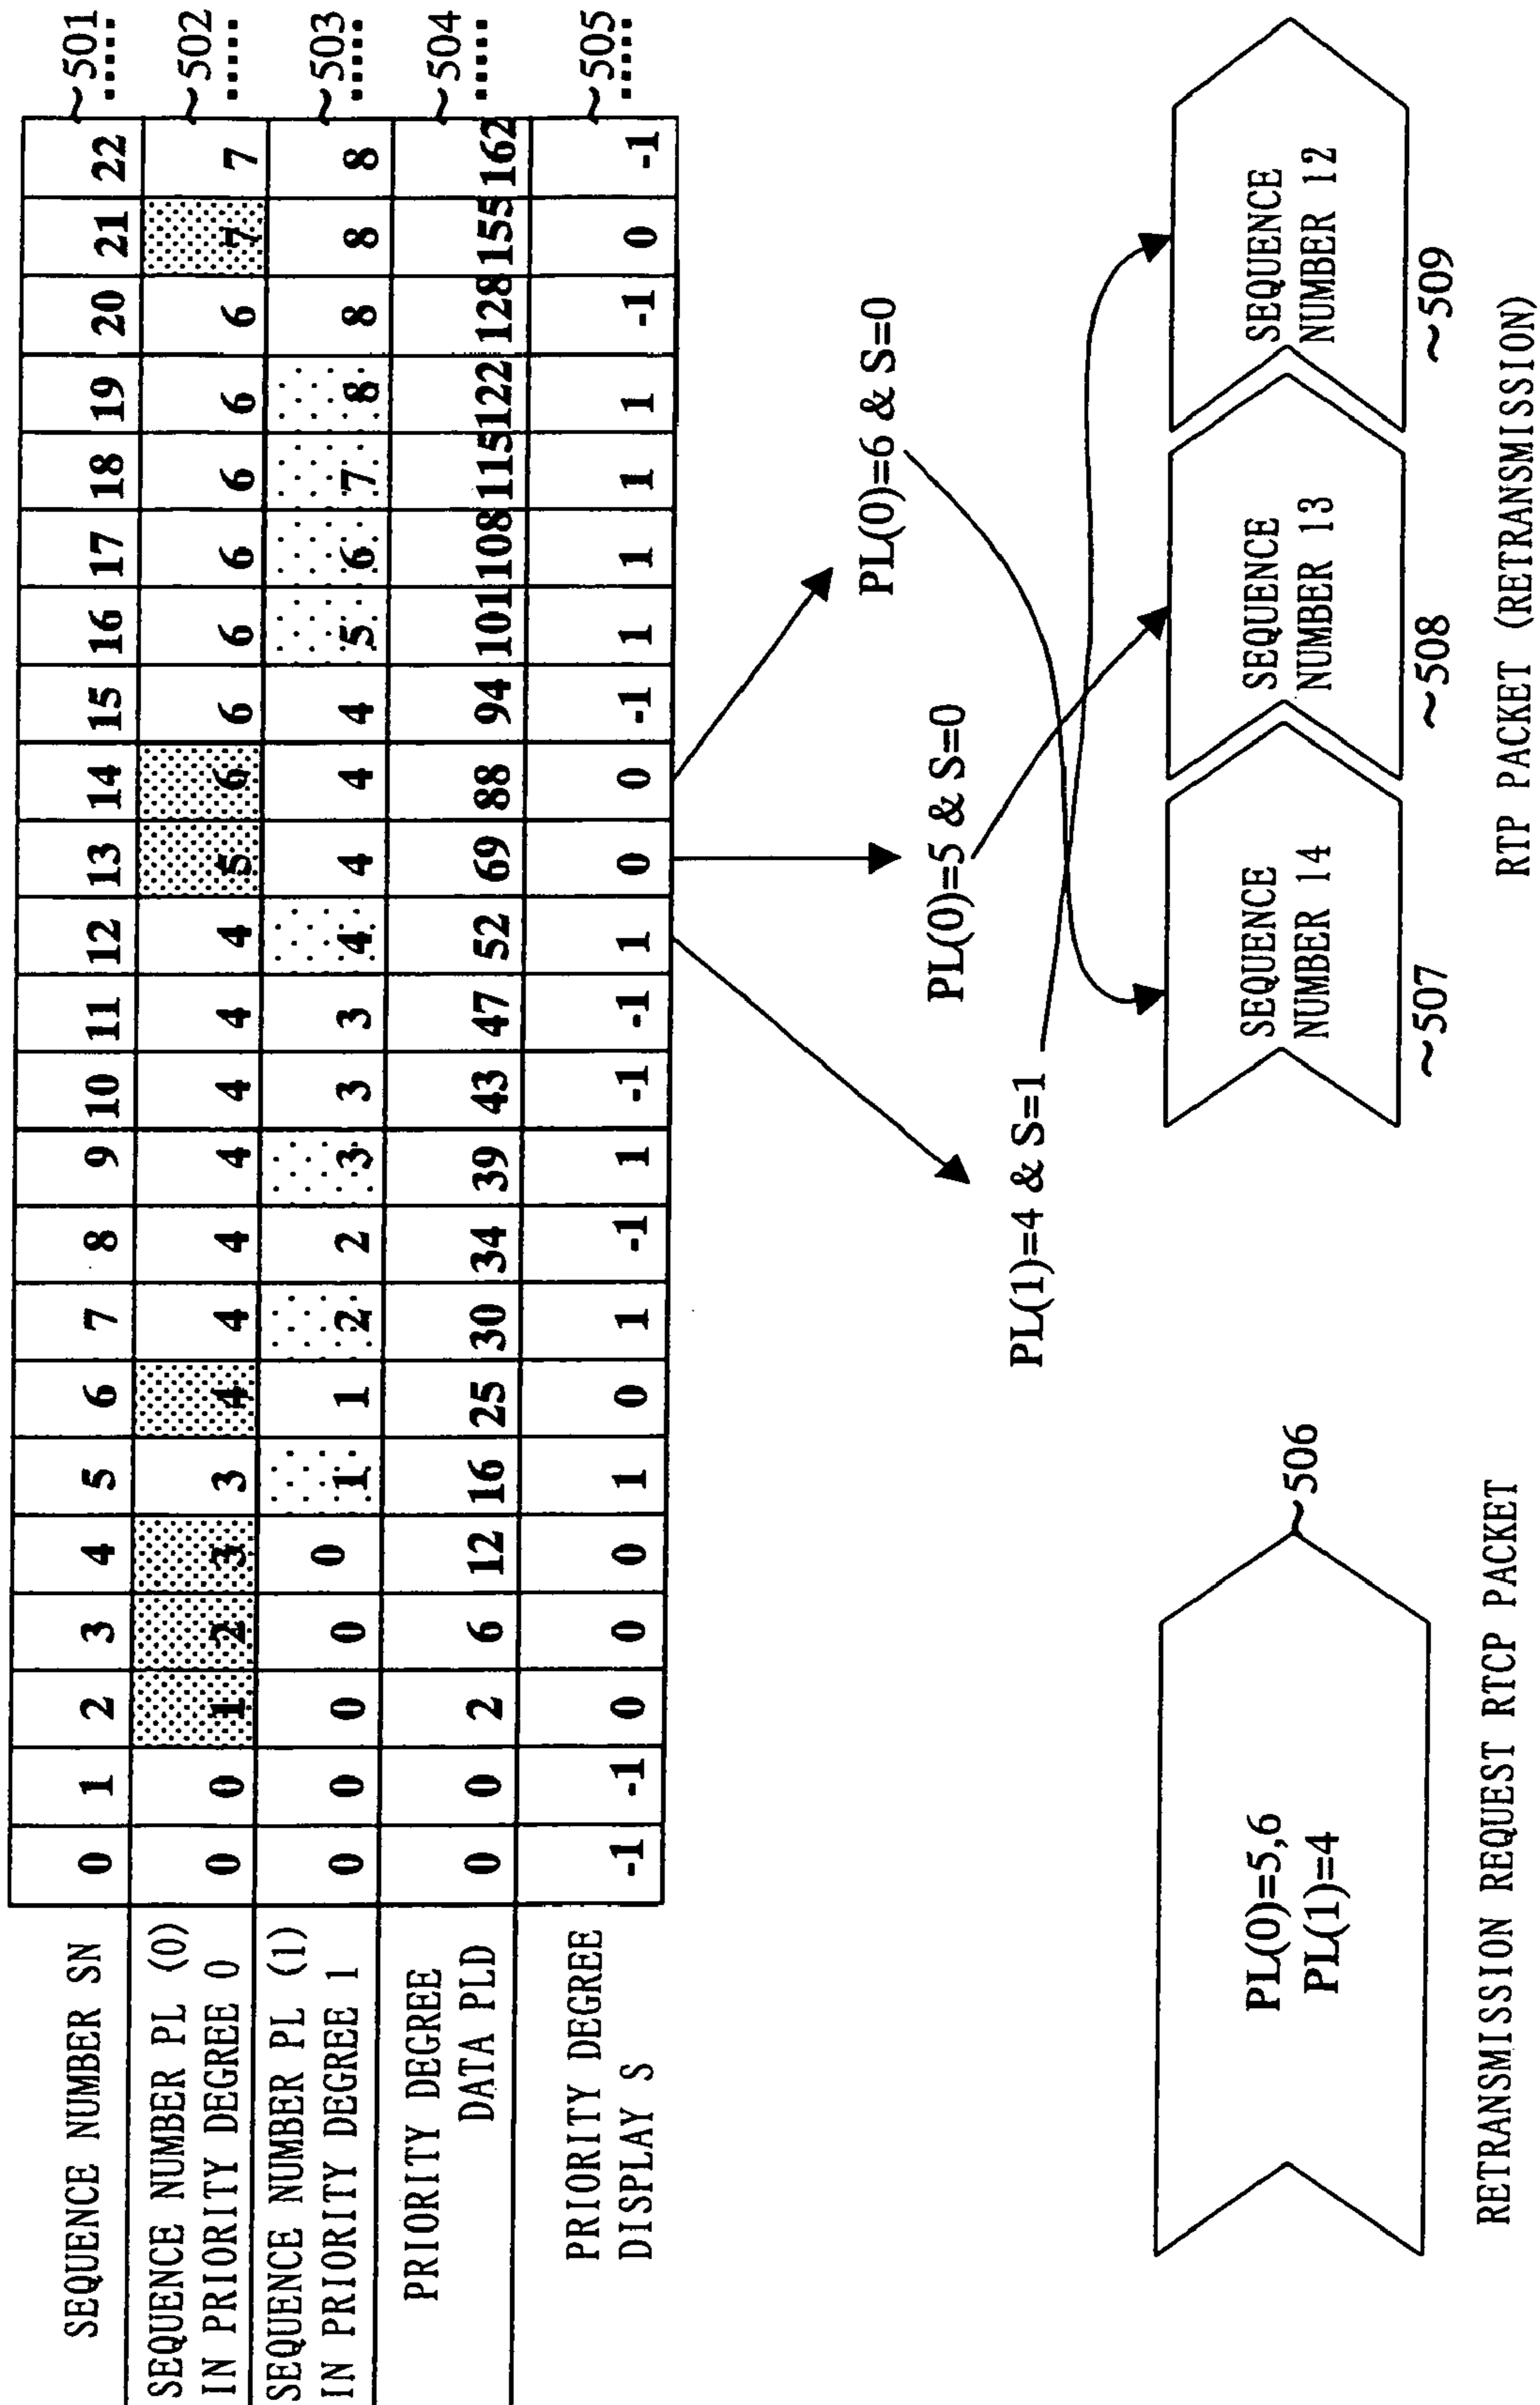 SEQUENCE NUMBER SN 0 1 2 3 4 5 6 7 8 9 10 11 12 13 14 15 16 17 18 19 20 21 22 ~501
SEQUENCE NUMBER PL (0)
IN PRIORITY DEGREE 0
0 0 1 2 3 3 4 4 4 4 4 4 4 5 6 6 6 6 6 6 6 7 7 ~502
SEQUENCE NUMBER PL (1)
IN PRIORITY DEGREE 1
0 0 0 0 0 1 1 2 2 3 3 3 4 4 4 4 5 6 7 8 8 8 8 ~503
PRIORITY DEGREE
DATA PLD
0 0 2 6 12 16 25 30 34 39 43 47 52 69 88 94 101 108 115 122 128 155 162 ~504
PRIORITY DEGREE
DISPLAY S
-1 -1 0 0 0 1 0 1 -1 1 -1 -1 1 0 0 -1 1 1 1 1 -1 0 -1 ~505
PL(0)=6 & S=0
PL(0)=5 & S=0
PL(1)=4 & S=1
PL(0)=5,6
PL(1)=4
~506
RETRANSMISSION REQUEST RTCP PACKET
SEQUENCE
NUMBER 14
~507
SEQUENCE
NUMBER 13
~508
SEQUENCE
NUMBER 12
~509
RTP PACKET (RETRANSMISSION)